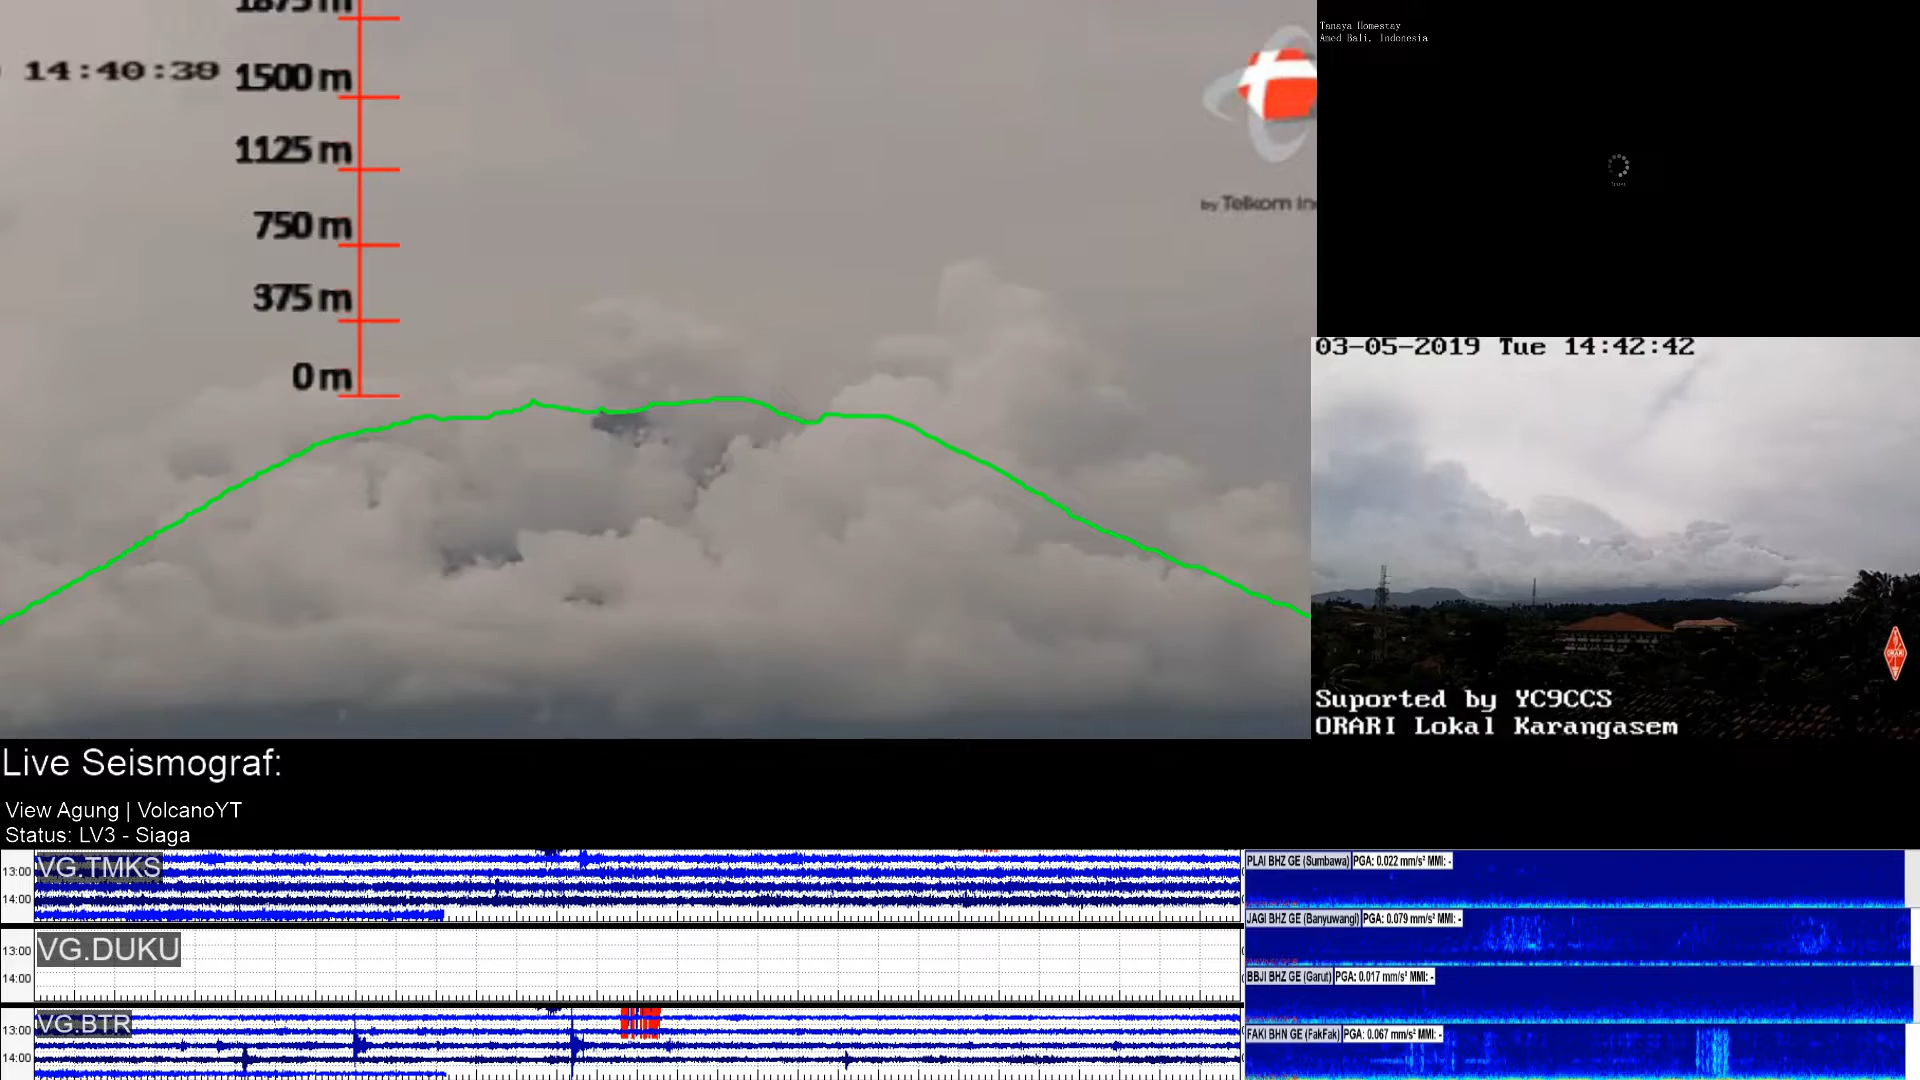 1875 m
14:40:39
1500 m
1125 m
750 m
375 m
0 m
by Telkom In
Tanaya Homestay
Amed Bali, Indonesia
03-05-2019 Tue 14:42:42
ORARI
Suported by YC9CCS
ORARI Lokal Karangasem
Live Seismograf:
View Agung | VolcanoYT
Status: LV3 - Siaga
VG.TMKS
13:00
14:00
VG.DUKU
13:00
14:00
VG.BTR
13:00
14:00
PLAI BHZ GE (Sumbawa) PGA: 0.022 mm/s² MMI: -
JAGI BHZ GE (Banyuwangi) PGA: 0.079 mm/s² MMI: -
BBJI BHZ GE (Garut) PGA: 0.017 mm/s² MMI: -
FAKI BHN GE (FakFak) PGA: 0.067 mm/s² MMI: -